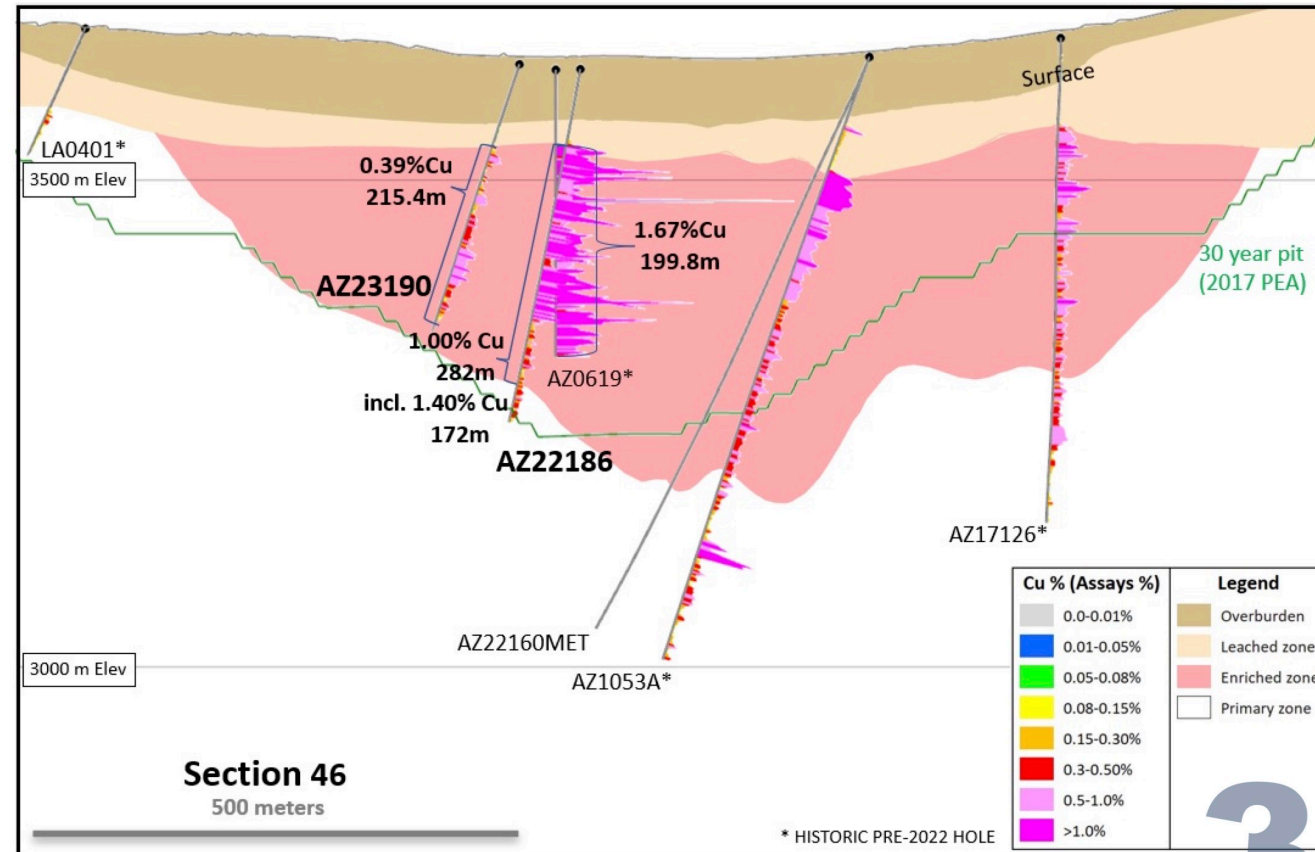 Surface
LA0401*
3500 m Elev
0.39%Cu
215.4m
1.67%Cu
199.8m
30 year pit
(2017 PEA)
AZ23190
1.00% Cu
282m
incl. 1.40% Cu
172m
AZ0619*
AZ22186
AZ17126*
AZ22160MET
3000 m Elev
AZ1053A*
Section 46
500 meters
* HISTORIC PRE-2022 HOLE
Cu % (Assays %)
0.0-0.01%
0.01-0.05%
0.05-0.08%
0.08-0.15%
0.15-0.30%
0.3-0.50%
0.5-1.0%
>1.0%
Legend
Overburden
Leached zone
Enriched zone
Primary zone
3